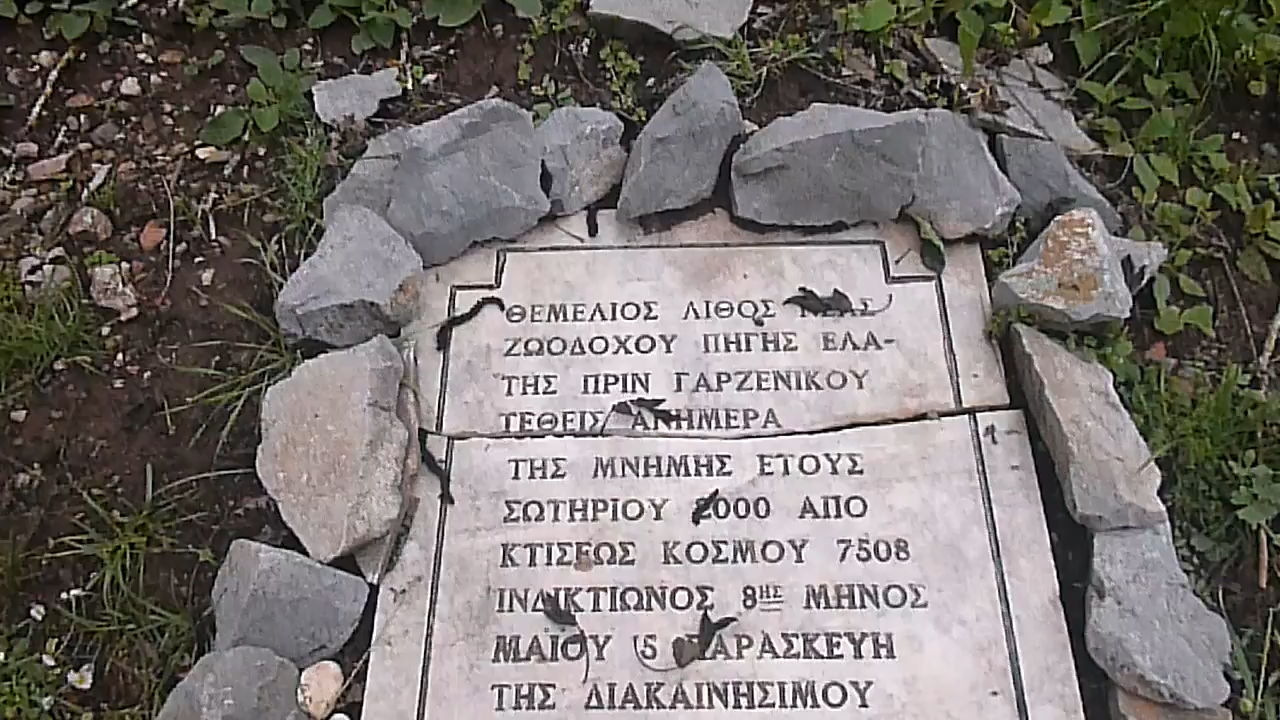 ΘΕΜΕΛΙΟΣ ΛΙΘΟΣ ΝΕΑΣ
ΖΩΟΔΟΧΟΥ ΠΗΓΗΣ ΕΛΑ-
ΤΗΣ ΠΡΙΝ ΓΑΡΖΕΝΙΚΟΥ
ΤΕΘΕΙΣ ΑΝΗΜΕΡΑ
ΤΗΣ ΜΝΗΜΗΣ ΕΤΟΥΣ
ΣΩΤΗΡΙΟΥ 2000 ΑΠΟ
ΚΤΙΣΕΩΣ ΚΟΣΜΟΥ 7508
ΙΝΔΙΚΤΙΩΝΟΣ 8ΗΣ ΜΗΝΟΣ
ΜΑΪΟΥ 5 ΠΑΡΑΣΚΕΥΗ
ΤΗΣ ΔΙΑΚΑΙΝΗΣΙΜΟΥ